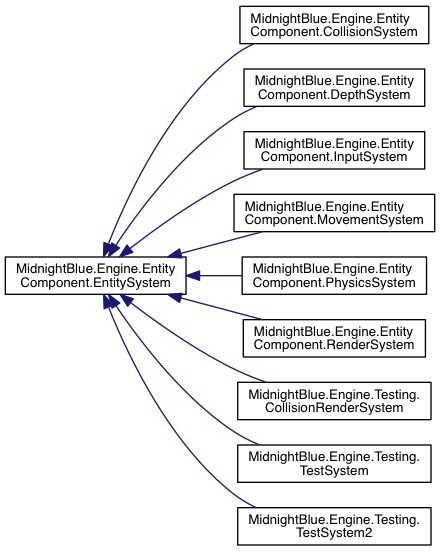 MidnightBlue.Engine.Entity
Component.CollisionSystem
MidnightBlue.Engine.Entity
Component.DepthSystem
MidnightBlue.Engine.Entity
Component.InputSystem
MidnightBlue.Engine.Entity
Component.MovementSystem
MidnightBlue.Engine.Entity
Component.EntitySystem
MidnightBlue.Engine.Entity
Component.PhysicsSystem
MidnightBlue.Engine.Entity
Component.RenderSystem
MidnightBlue.Engine.Testing.
CollisionRenderSystem
MidnightBlue.Engine.Testing.
TestSystem
MidnightBlue.Engine.Testing.
TestSystem2